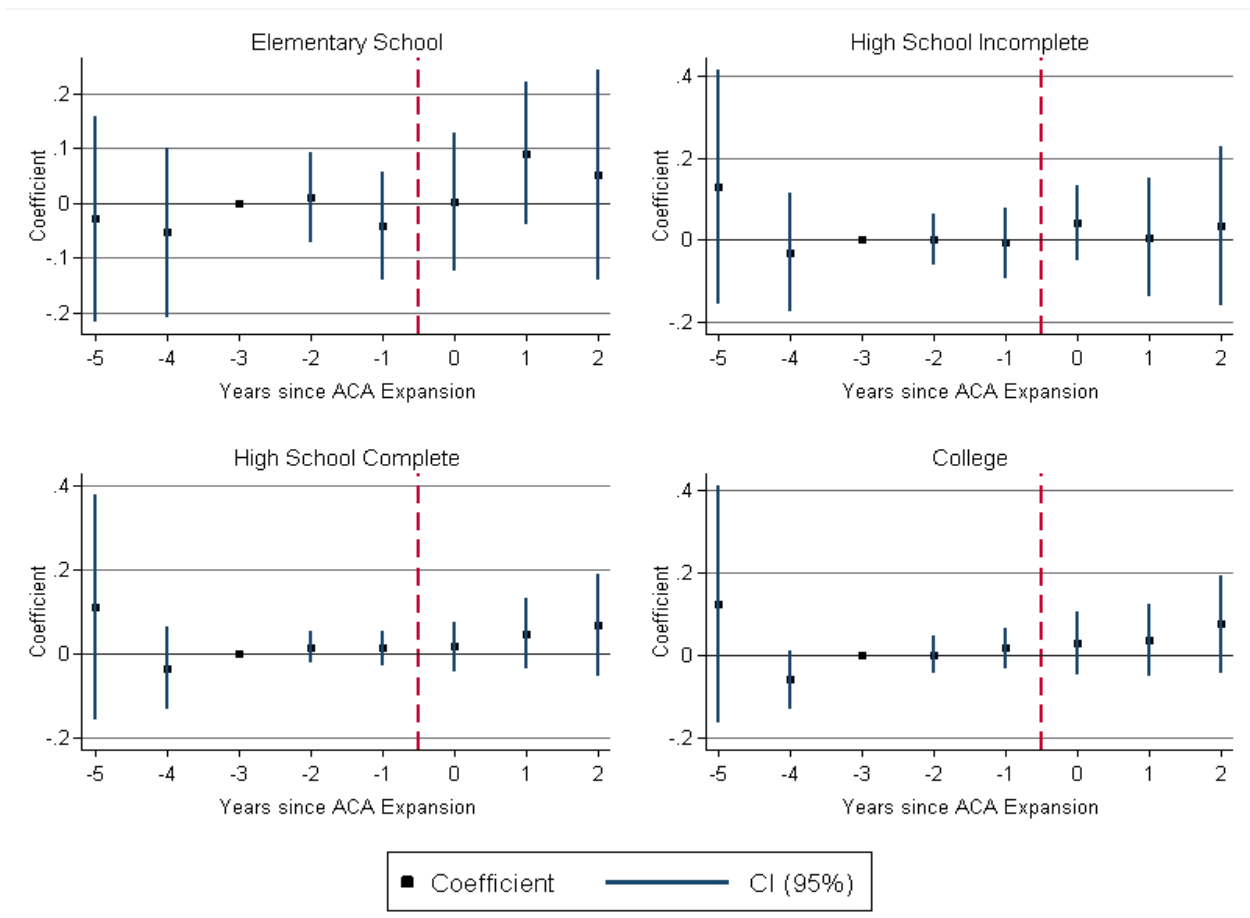 Elementary School
.2
.1
0
-.1
-.2
Coefficient
-5 -4 -3 -2 -1 0 1 2
Years since ACA Expansion
High School Incomplete
.4
.2
0
-.2
Coefficient
-5 -4 -3 -2 -1 0 1 2
Years since ACA Expansion
High School Complete
.4
.2
0
-.2
Coefficient
-5 -4 -3 -2 -1 0 1 2
Years since ACA Expansion
College
.4
.2
0
-.2
Coefficient
-5 -4 -3 -2 -1 0 1 2
Years since ACA Expansion
Coefficient CI (95%)